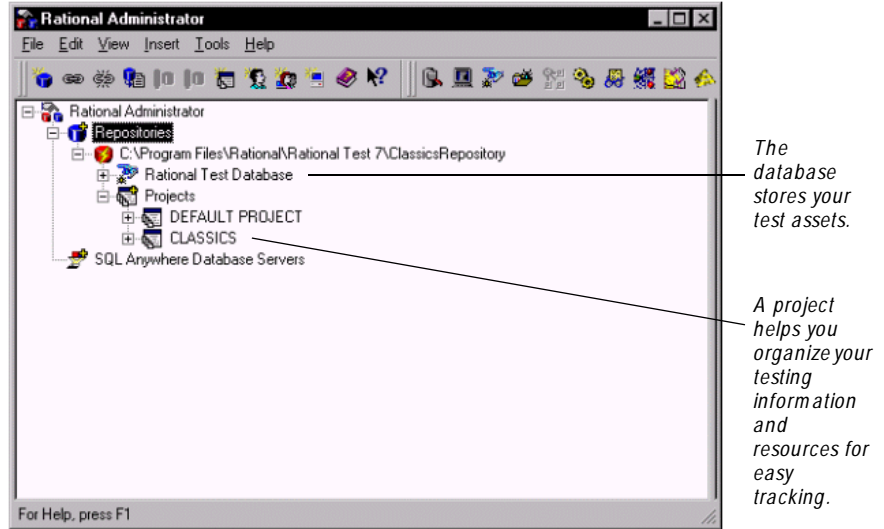 Rational Administrator
File Edit View Insert Tools Help
Rational Administrator
Repositories
C:\Program Files\Rational\Rational Test 7\ClassicsRepository
Rational Test Database
Projects
DEFAULT PROJECT
CLASSICS
SQL Anywhere Database Servers
For Help, press F1
The
database
stores your
test assets.
A project
helps you
organize your
testing
information
and
resources for
easy
tracking.